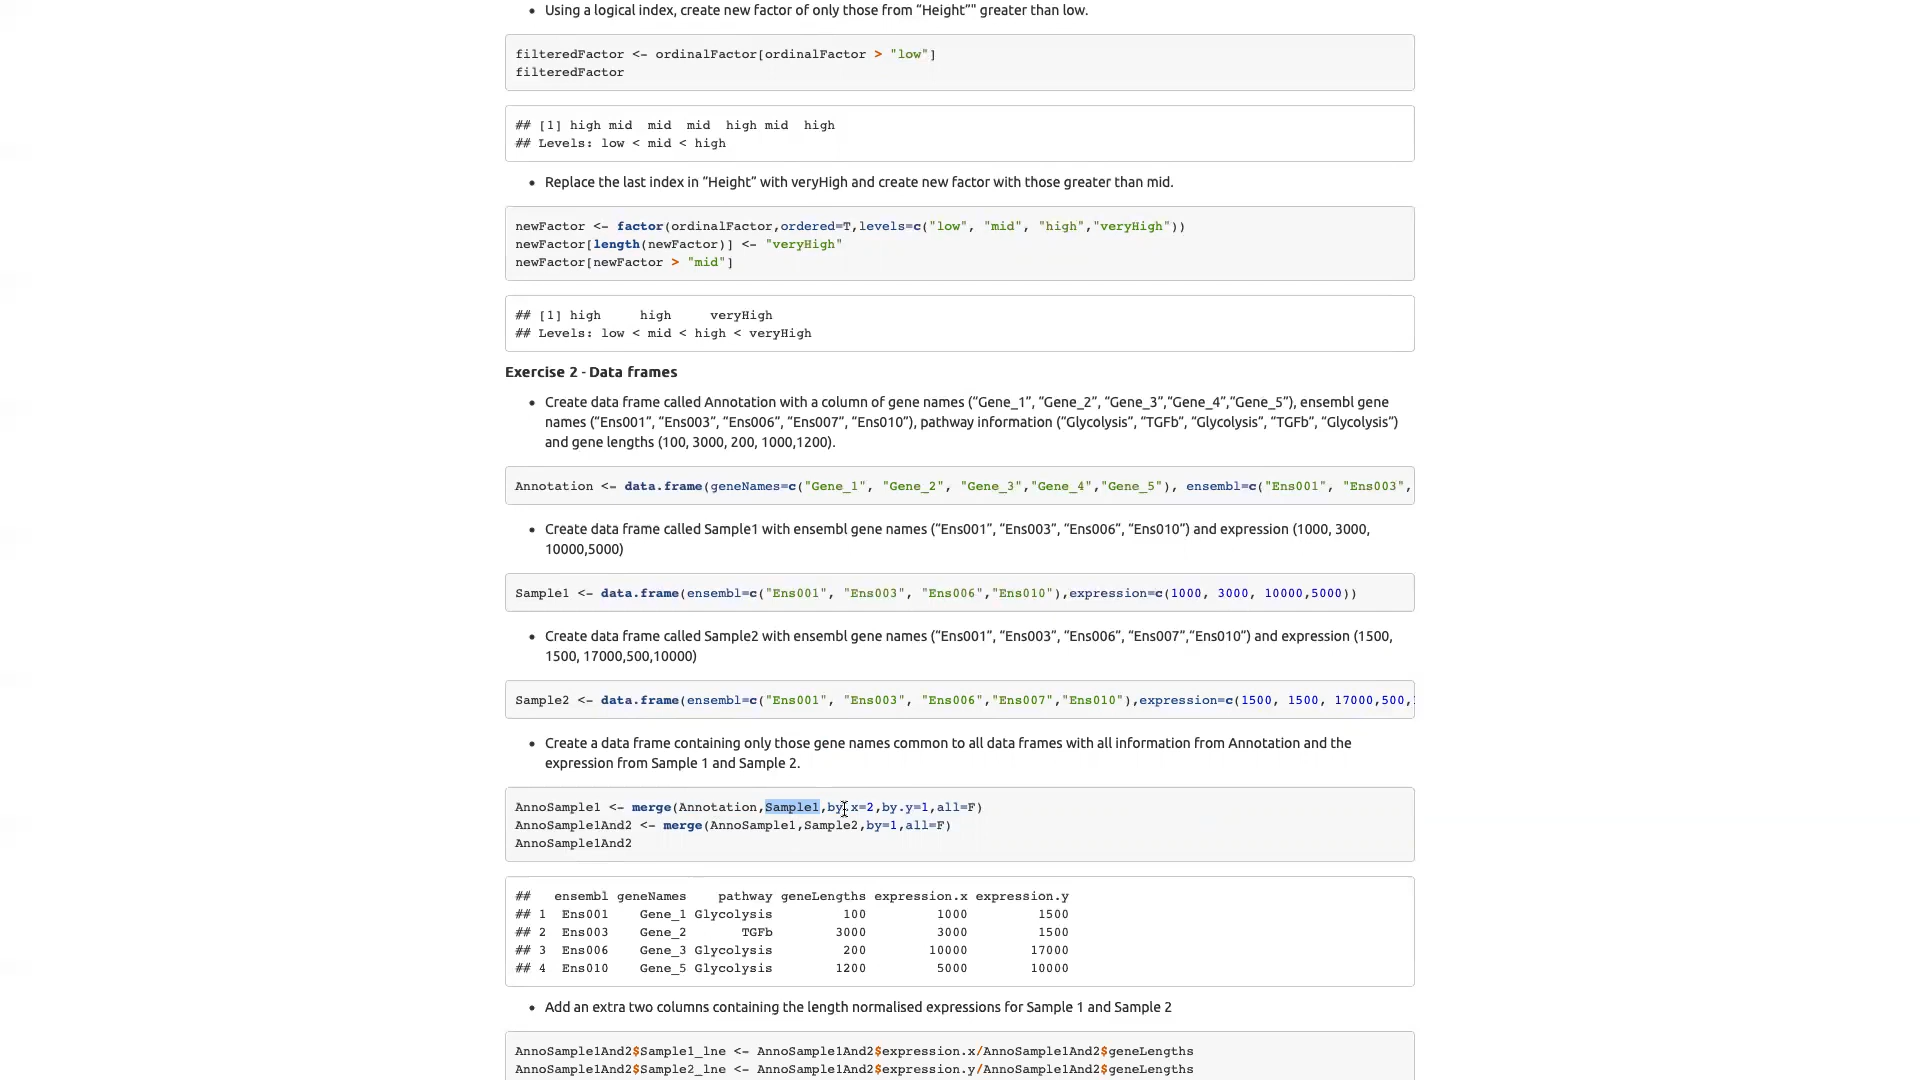 • Using a logical index, create new factor of only those from “Height”" greater than low.
filteredFactor <- ordinalFactor[ordinalFactor > "low"]
filteredFactor
## [1] high mid  mid  mid  high mid  high
## Levels: low < mid < high
• Replace the last index in “Height” with veryHigh and create new factor with those greater than mid.
newFactor <- factor(ordinalFactor,ordered=T,levels=c("low", "mid", "high","veryHigh"))
newFactor[length(newFactor)] <- "veryHigh"
newFactor[newFactor > "mid"]
## [1] high     high     veryHigh
## Levels: low < mid < high < veryHigh
Exercise 2 - Data frames
• Create data frame called Annotation with a column of gene names (“Gene_1”, “Gene_2”, “Gene_3”,“Gene_4”,“Gene_5”), ensembl gene
names (“Ens001”, “Ens003”, “Ens006”, “Ens007”, “Ens010”), pathway information (“Glycolysis”, “TGFb”, “Glycolysis”, “TGFb”, “Glycolysis”)
and gene lengths (100, 3000, 200, 1000,1200).
Annotation <- data.frame(geneNames=c("Gene_1", "Gene_2", "Gene_3","Gene_4","Gene_5"), ensembl=c("Ens001", "Ens003",
• Create data frame called Sample1 with ensembl gene names (“Ens001”, “Ens003”, “Ens006”, “Ens010”) and expression (1000, 3000,
10000,5000)
Sample1 <- data.frame(ensembl=c("Ens001", "Ens003", "Ens006","Ens010"),expression=c(1000, 3000, 10000,5000))
• Create data frame called Sample2 with ensembl gene names (“Ens001”, “Ens003”, “Ens006”, “Ens007”,“Ens010”) and expression (1500,
1500, 17000,500,10000)
Sample2 <- data.frame(ensembl=c("Ens001", "Ens003", "Ens006","Ens007","Ens010"),expression=c(1500, 1500, 17000,500,
• Create a data frame containing only those gene names common to all data frames with all information from Annotation and the
expression from Sample 1 and Sample 2.
AnnoSample1 <- merge(Annotation,Sample1,by.x=2,by.y=1,all=F)
AnnoSample1And2 <- merge(AnnoSample1,Sample2,by=1,all=F)
AnnoSample1And2
##   ensembl geneNames    pathway geneLengths expression.x expression.y
## 1  Ens001    Gene_1 Glycolysis         100         1000         1500
## 2  Ens003    Gene_2       TGFb        3000         3000         1500
## 3  Ens006    Gene_3 Glycolysis         200        10000        17000
## 4  Ens010    Gene_5 Glycolysis        1200         5000        10000
• Add an extra two columns containing the length normalised expressions for Sample 1 and Sample 2
AnnoSample1And2$Sample1_lne <- AnnoSample1And2$expression.x/AnnoSample1And2$geneLengths
AnnoSample1And2$Sample2_lne <- AnnoSample1And2$expression.y/AnnoSample1And2$geneLengths